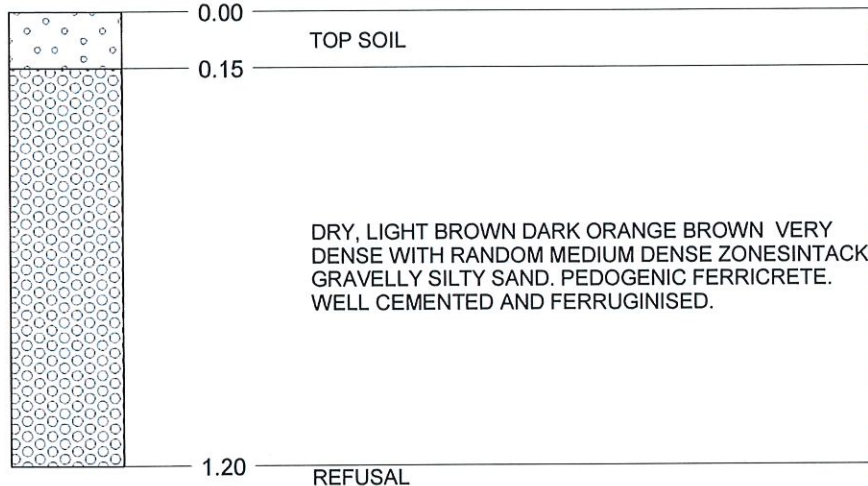 0.00
TOP SOIL
0.15
DRY, LIGHT BROWN DARK ORANGE BROWN VERY
DENSE WITH RANDOM MEDIUM DENSE ZONESINTACK
GRAVELLY SILTY SAND. PEDOGENIC FERRICRETE.
WELL CEMENTED AND FERRUGINISED.
1.20
REFUSAL